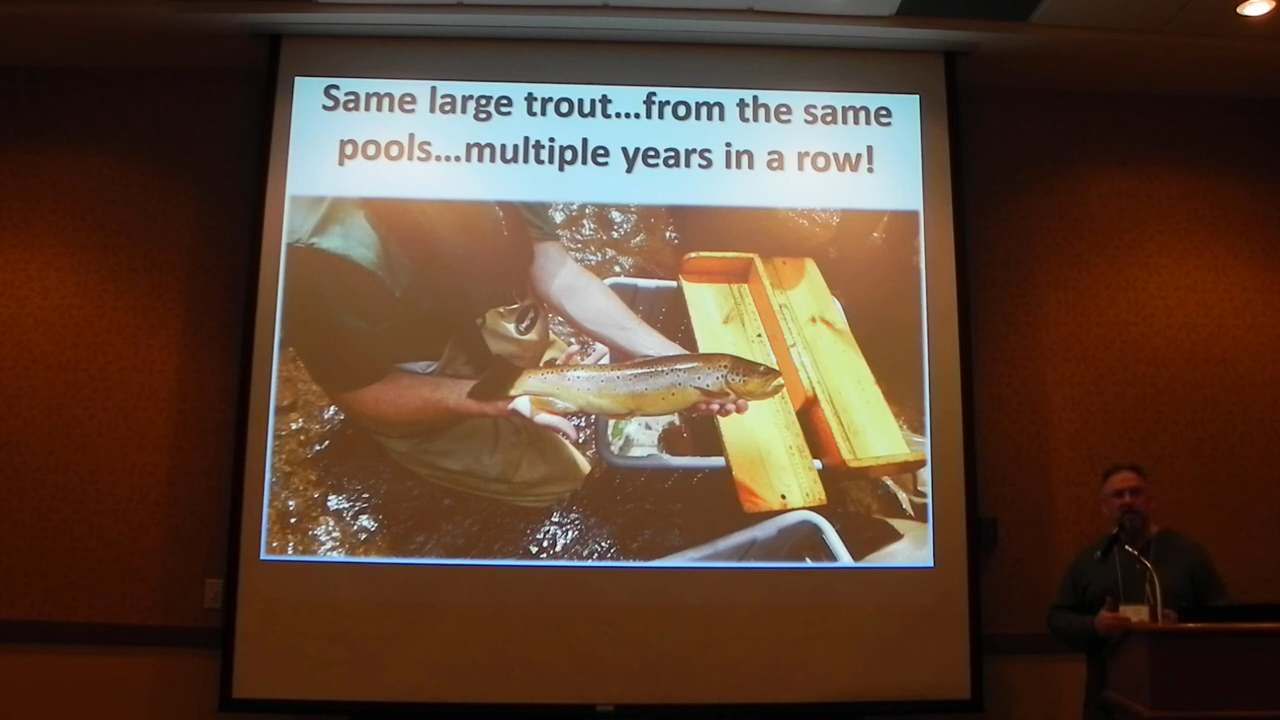 Same large trout...from the same
pools...multiple years in a row!